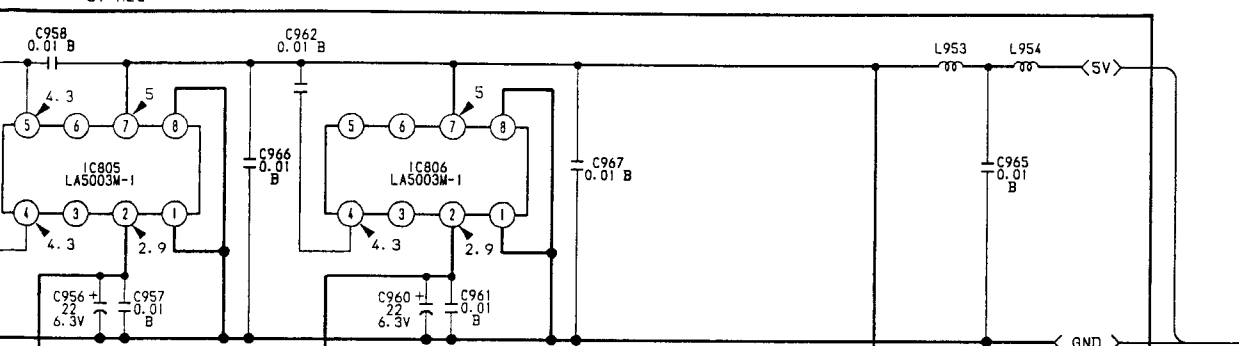 C958
0.01 B
C962
0.01 B
L953
L954
5V
4.3
5
5
5
6
7
8
5
6
7
8
IC805
LA5003M-1
C966
0.01
B
IC806
LA5003M-1
C967
0.01 B
C965
0.01
B
4
3
2
1
4
3
2
1
4.3
2.9
4.3
2.9
C956 +
22
6.3V
C957
0.01
B
C960 +
22
6.3V
C961
0.01
B
GND